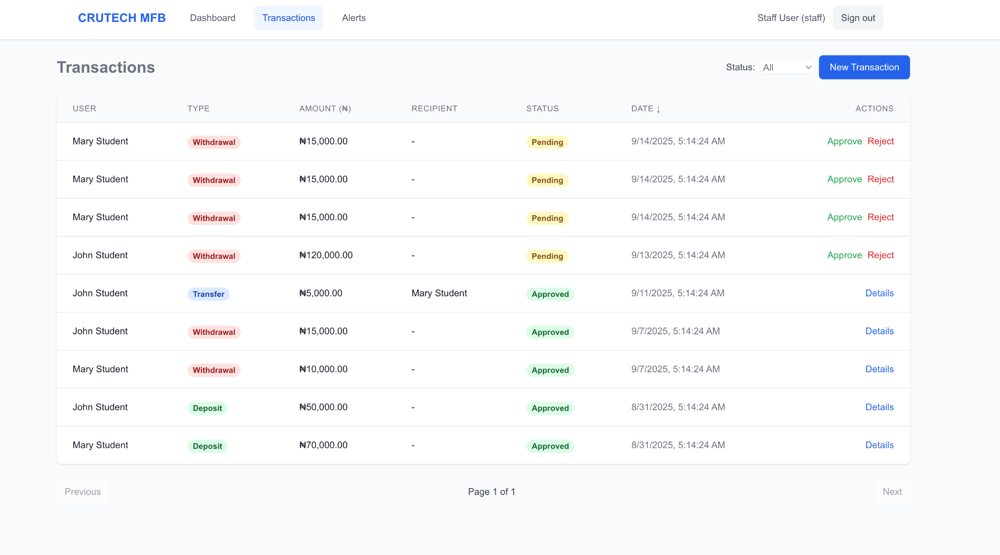 CRUTECH MFB Dashboard Transactions Alerts Staff User (staff) Sign out
Transactions Status: All New Transaction
USER TYPE AMOUNT (₦) RECIPIENT STATUS DATE ↓ ACTIONS
Mary Student Withdrawal ₦15,000.00 - Pending 9/14/2025, 5:14:24 AM Approve Reject
Mary Student Withdrawal ₦15,000.00 - Pending 9/14/2025, 5:14:24 AM Approve Reject
Mary Student Withdrawal ₦15,000.00 - Pending 9/14/2025, 5:14:24 AM Approve Reject
John Student Withdrawal ₦120,000.00 - Pending 9/13/2025, 5:14:24 AM Approve Reject
John Student Transfer ₦5,000.00 Mary Student Approved 9/11/2025, 5:14:24 AM Details
John Student Withdrawal ₦15,000.00 - Approved 9/7/2025, 5:14:24 AM Details
Mary Student Withdrawal ₦10,000.00 - Approved 9/7/2025, 5:14:24 AM Details
John Student Deposit ₦50,000.00 - Approved 8/31/2025, 5:14:24 AM Details
Mary Student Deposit ₦70,000.00 - Approved 8/31/2025, 5:14:24 AM Details
Previous Page 1 of 1 Next